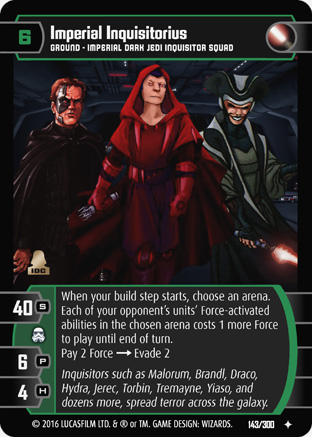 6
Imperial Inquisitorius
GROUND - IMPERIAL DARK JEDI INQUISITOR SQUAD
IDC
40 S
6 P
4 H
When your build step starts, choose an arena.
Each of your opponent's units' Force-activated
abilities in the chosen arena costs 1 more Force
to play until end of turn.
Pay 2 Force → Evade 2
Inquisitors such as Malorum, Brandl, Draco,
Hydra, Jerec, Torbin, Tremayne, Yiaso, and
dozens more, spread terror across the galaxy.
© 2016 LUCASFILM LTD. & ® or TM. GAME DESIGN: WIZARDS. 143/300